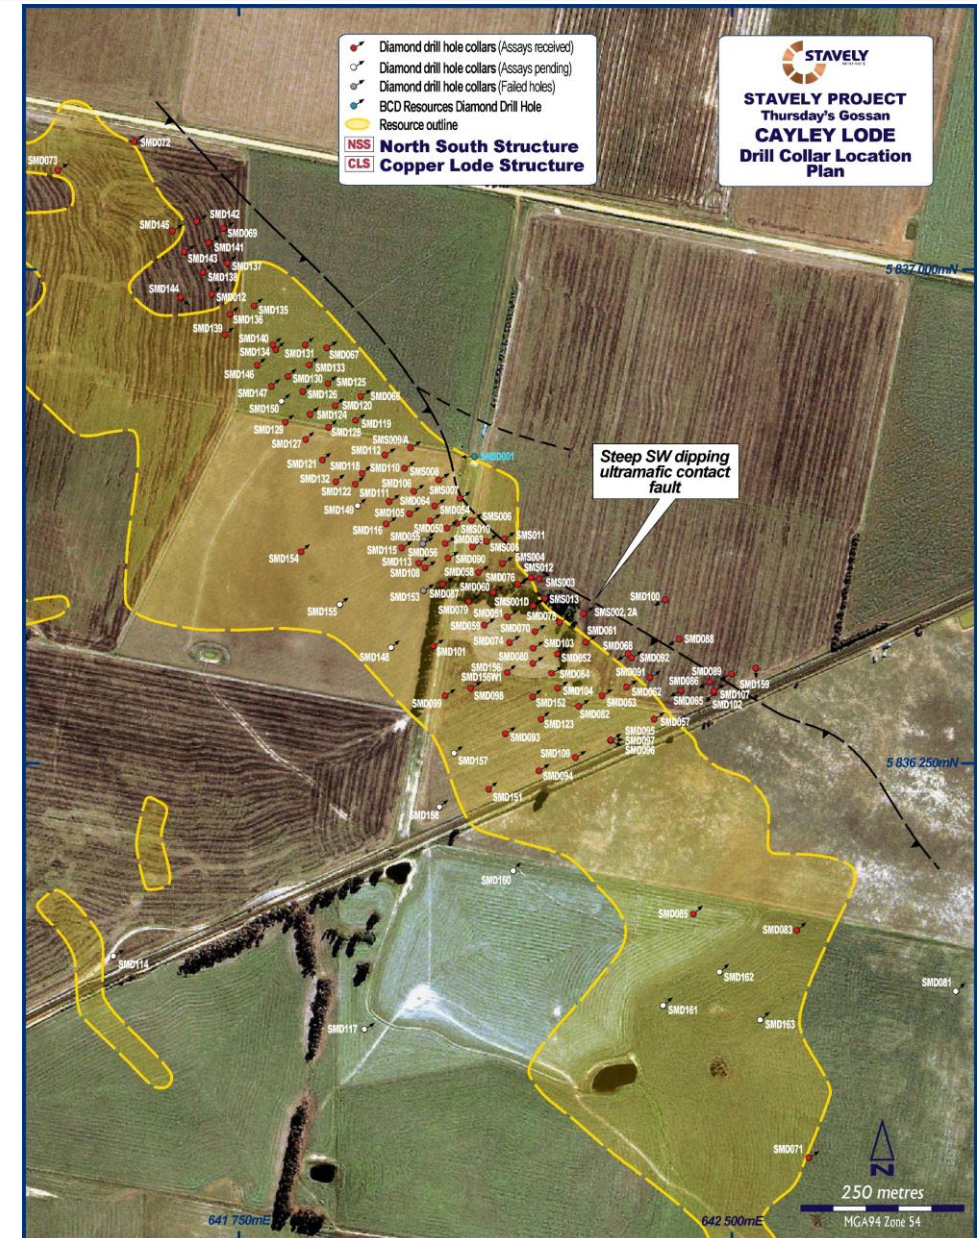 Diamond drill hole collars (Assays received)
Diamond drill hole collars (Assays pending)
Diamond drill hole collars (Failed holes)
BCD Resources Diamond Drill Hole
Resource outline
NSS North South Structure
CLS Copper Lode Structure
STAVELY
MINERALS
STAVELY PROJECT
Thursday's Gossan
CAYLEY LODE
Drill Collar Location
Plan
SMD072
SMD073
SMD142
SMD145
SMD069
SMD141
SMD143
SMD137
5 837 000mN
SMD138
SMD144
SMD012
SMD135
SMD136
SMD139
SMD140
SMD131
SMD067
SMD134
SMD133
SMD146
SMD130
SMD125
SMD147
SMD126
SMD066
SMD150
SMD120
SMD124
SMD119
SMD129
SMD128
SMD127
SMS009/A
SMD112
SMD121
SMD118
SMD110
SMS008
Steep SW dipping
ultramafic contact
fault
SMD132
SMD122
SMD106
SMS007
SMD111
SMD064
SMD149
SMD105
SMD054
SMS006
SMD116
SMD050
SMS010
SMD055
SMD063
SMS011
SMD115
SMD056
SMS005
SMD154
SMD113
SMD090
SMS004
SMD108
SMD058
SMD076
SMS012
SMD153
SMD087
SMD060
SMS003
SMD155
SMD079
SMS001D
SMS013
SMD100
SMD051
SMD078
SMS002, 2A
SMD059
SMD070
SMD061
SMD148
SMD101
SMD074
SMD103
SMD068
SMD088
SMD080
SMD052
SMD092
SMD156/
SMD156W1
SMD084
SMD091
SMD089
SMD159
SMD086
SMD099
SMD098
SMD104
SMD062
SMD107
SMD152
SMD053
SMD065
SMD102
SMD082
SMD123
SMD057
SMD093
SMD095
SMD097
SMD096
SMD157
SMD109
5 836 250mN
SMD094
SMD151
SMD158
SMD160
SMD085
SMD083
SMD114
SMD162
SMD081
SMD161
SMD163
SMD117
SMD071
N
250 metres
641 750mE
642 500mE
MGA94 Zone 54